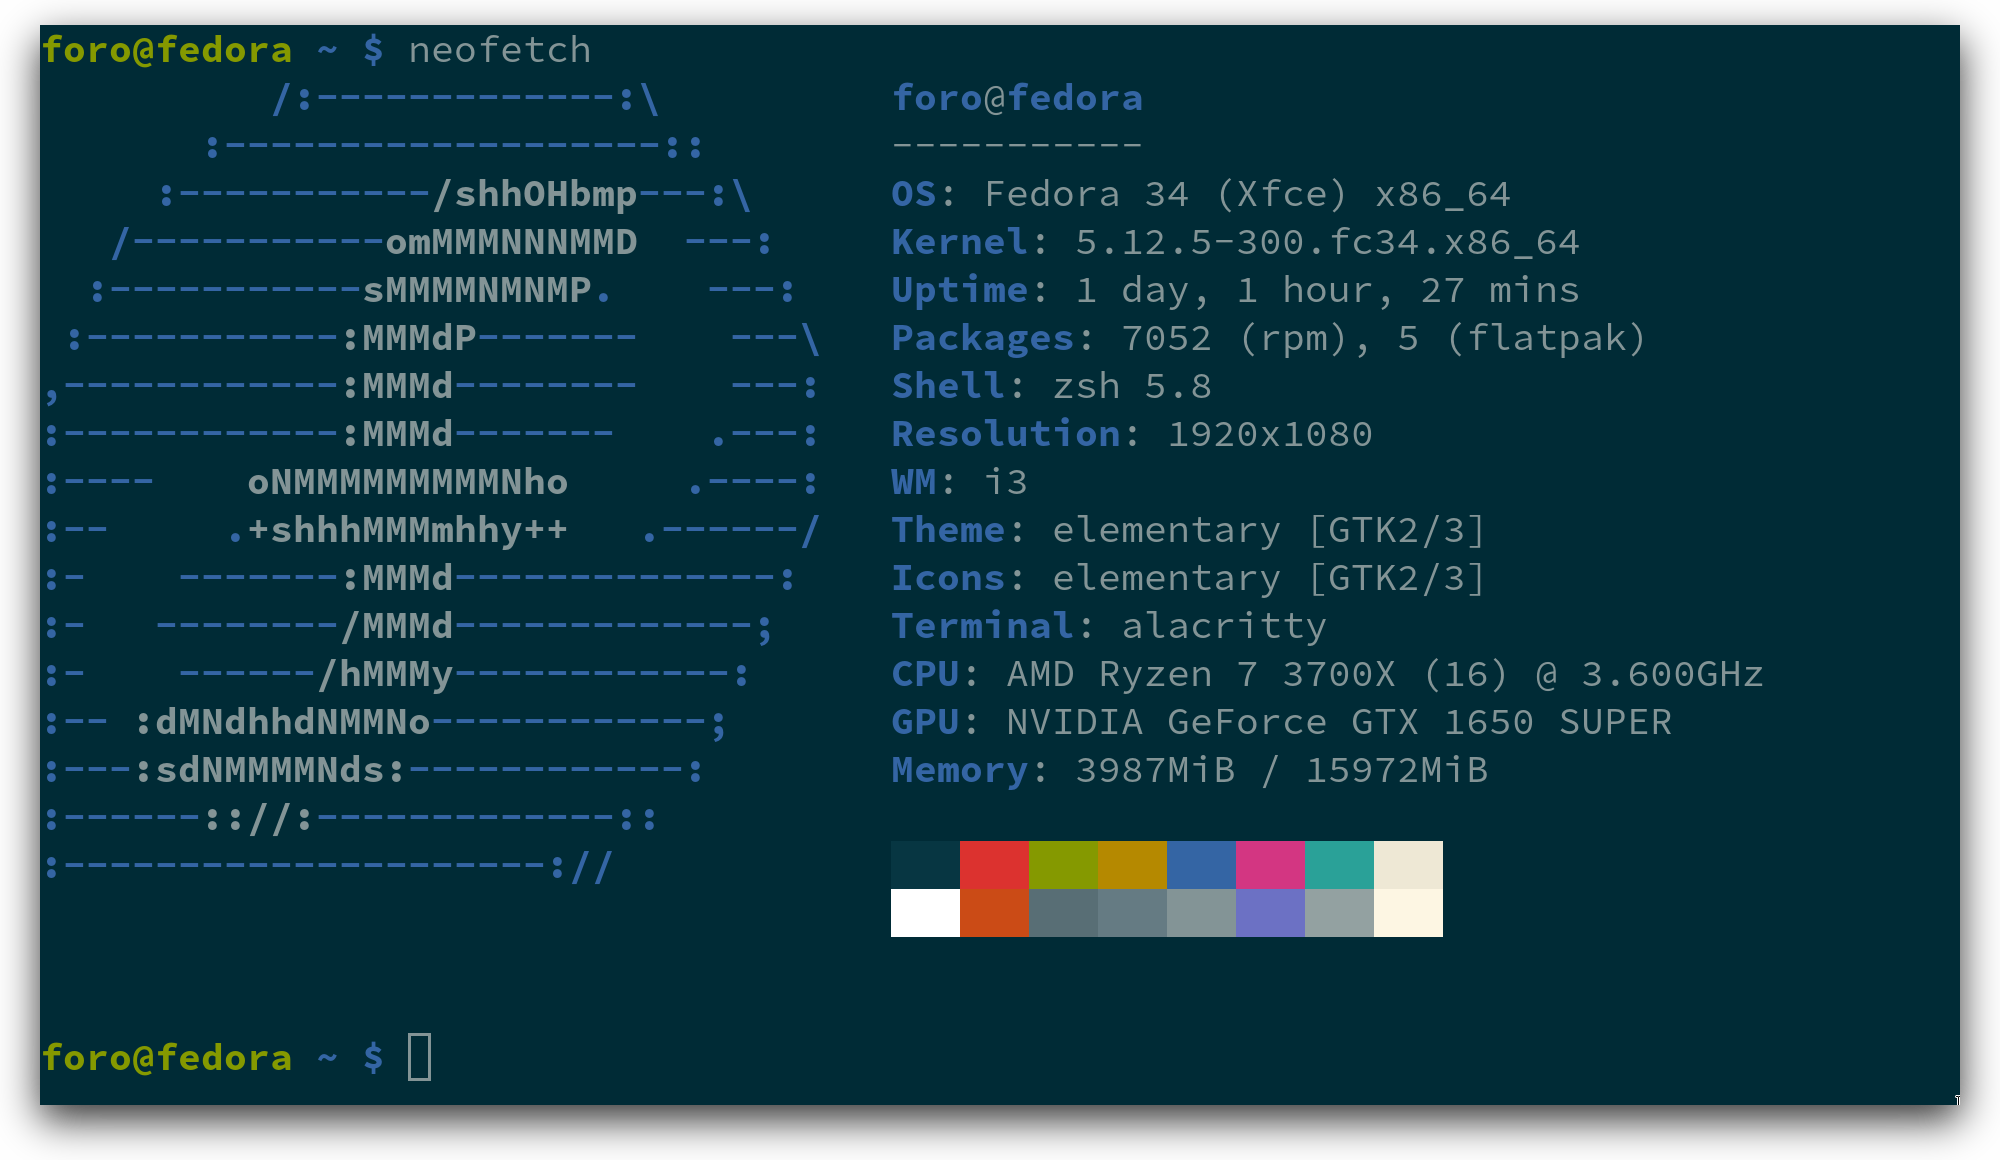 foro@fedora ~ $ neofetch
          /:-------------:\          foro@fedora
       :-------------------::        -----------
     :-----------/shhOHbmp---:\      OS: Fedora 34 (Xfce) x86_64
   /-----------omMMMNNNMMD  ---:     Kernel: 5.12.5-300.fc34.x86_64
  :-----------sMMMMNMNMP.    ---:    Uptime: 1 day, 1 hour, 27 mins
 :-----------:MMMdP-------    ---\   Packages: 7052 (rpm), 5 (flatpak)
,------------:MMMd--------    ---:   Shell: zsh 5.8
:------------:MMMd-------    .---:   Resolution: 1920x1080
:----    oNMMMMMMMMMNho     .----:   WM: i3
:--     .+shhhMMMmhhy++   .------/   Theme: elementary [GTK2/3]
:-    -------:MMMd--------------:    Icons: elementary [GTK2/3]
:-   --------/MMMd-------------;     Terminal: alacritty
:-    ------/hMMMy------------:      CPU: AMD Ryzen 7 3700X (16) @ 3.600GHz
:-- :dMNdhhdNMMNo------------;       GPU: NVIDIA GeForce GTX 1650 SUPER
:---:sdNMMMMNds:------------:        Memory: 3987MiB / 15972MiB
:------:://:-------------::
:---------------------://
foro@fedora ~ $